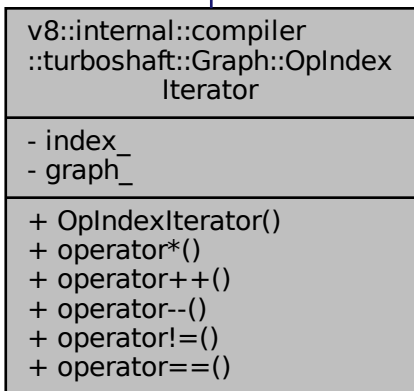 v8::internal::compiler
::turboshaft::Graph::OpIndex
Iterator
- index_
- graph_
+ OpIndexIterator()
+ operator*()
+ operator++()
+ operator--()
+ operator!=()
+ operator==()